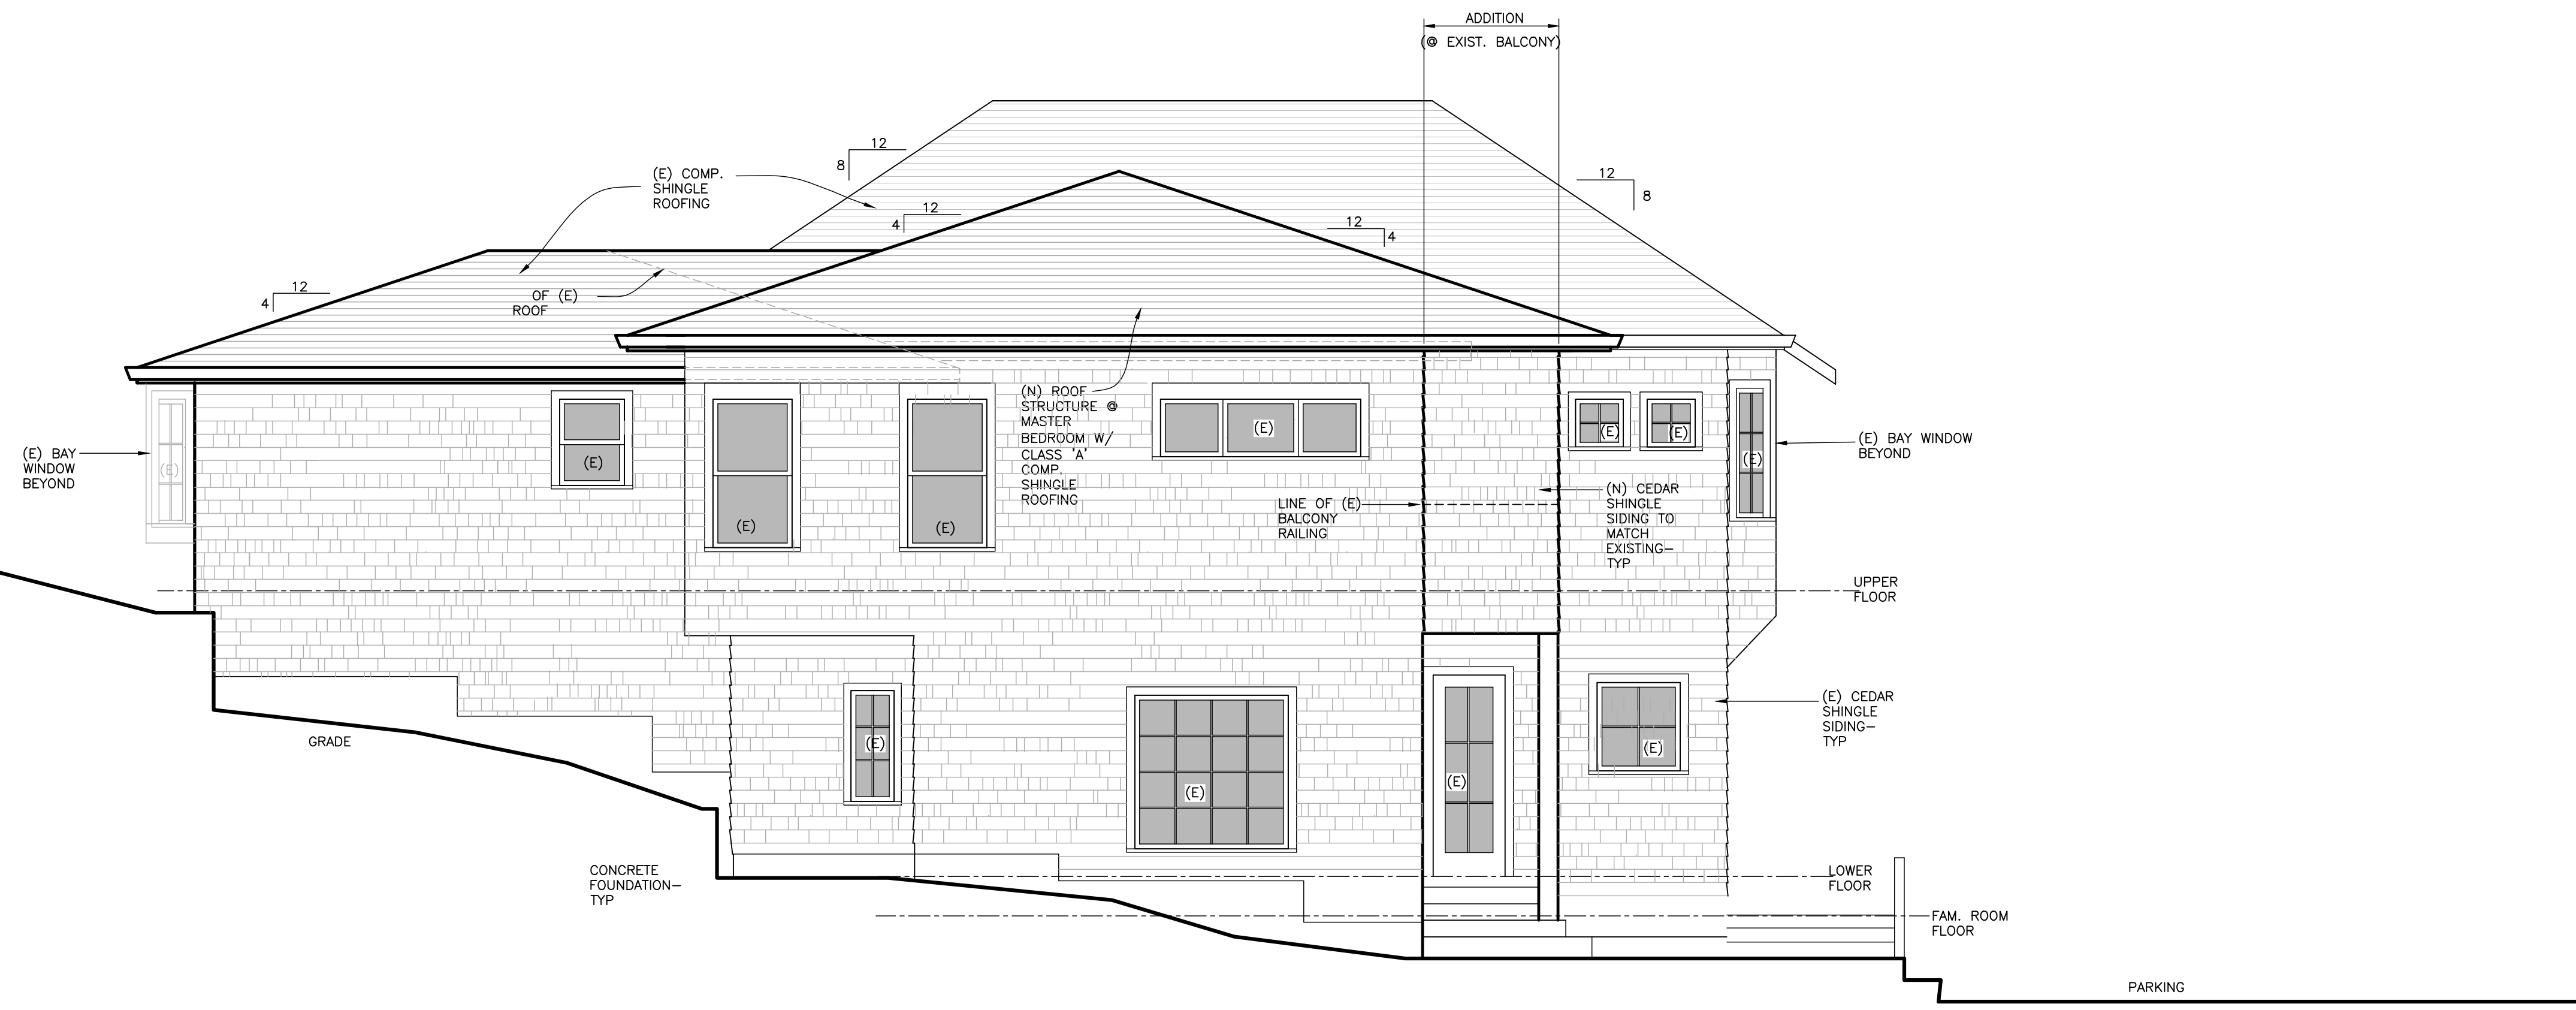 ADDITION
(@ EXIST. BALCONY)
12
8
12
8
(E) COMP.
SHINGLE
ROOFING
12
4
12
4
12
4
OF (E)
ROOF
(N) ROOF
STRUCTURE @
MASTER
BEDROOM W/
CLASS 'A'
COMP.
SHINGLE
ROOFING
(E) BAY
WINDOW
BEYOND
(E)
(E)
(E)
(E)
(E)
(E)
(E)
(E)
(E) BAY WINDOW
BEYOND
LINE OF (E)
BALCONY
RAILING
(N) CEDAR
SHINGLE
SIDING TO
MATCH
EXISTING-
TYP
UPPER
FLOOR
(E)
(E)
(E)
(E)
(E) CEDAR
SHINGLE
SIDING-
TYP
GRADE
CONCRETE
FOUNDATION-
TYP
LOWER
FLOOR
FAM. ROOM
FLOOR
PARKING